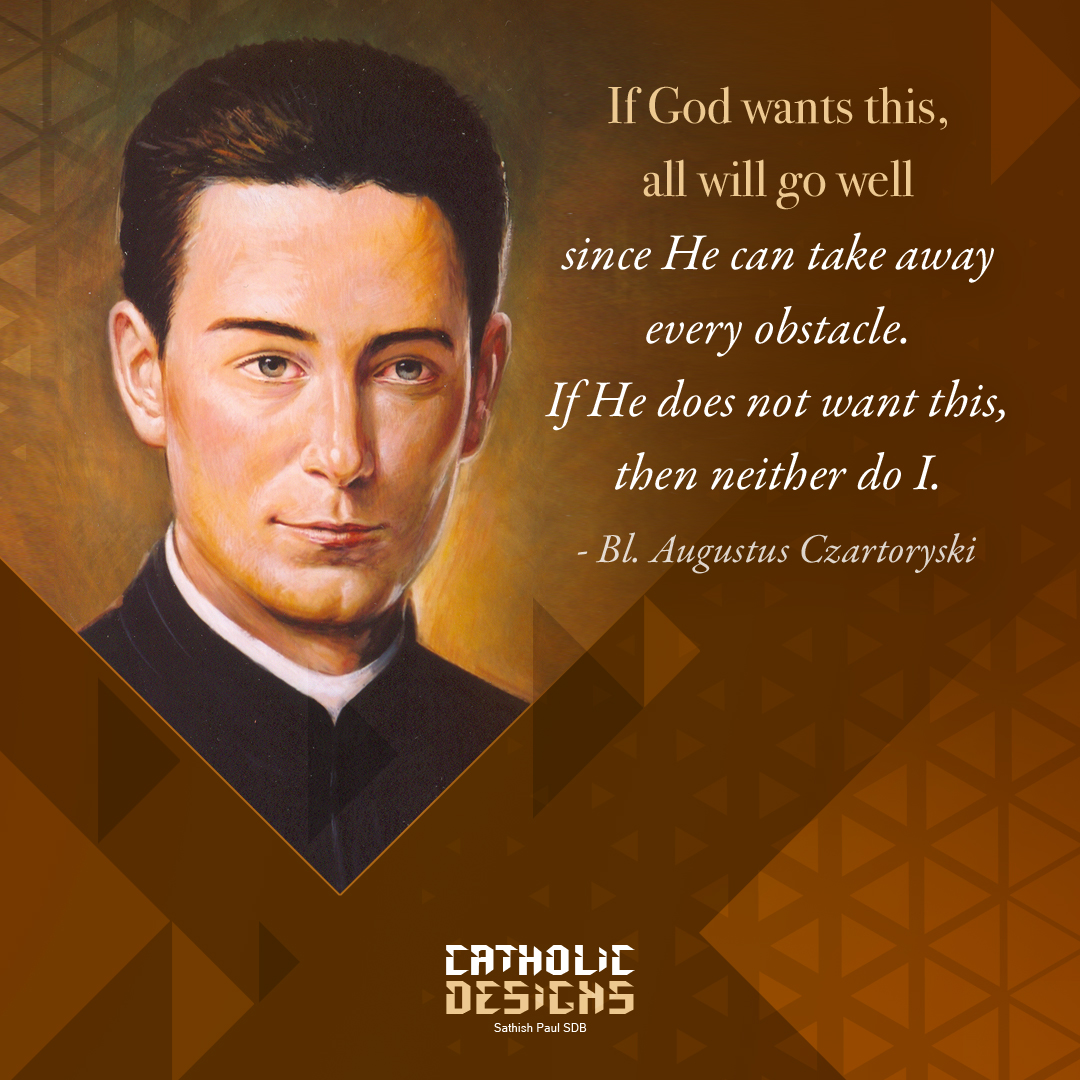 If God wants this,
all will go well
since He can take away
every obstacle.
If He does not want this,
then neither do I.
- Bl. Augustus Czartoryski
CATHOLIC
DESIGNS
Sathish Paul SDB